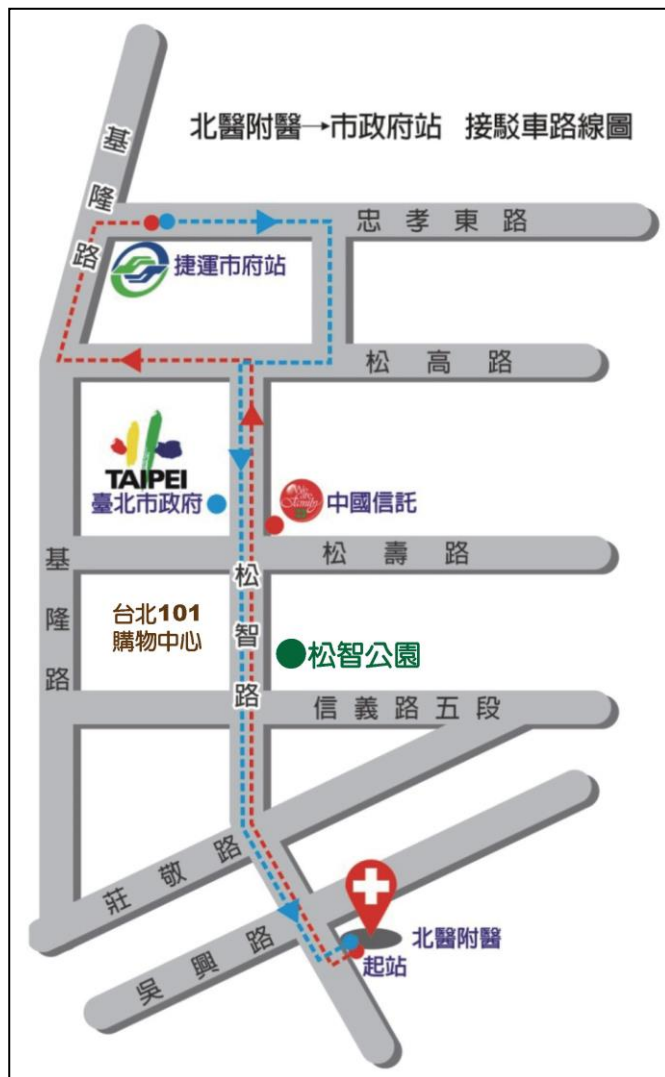 北醫附醫→市政府站 接駁車路線圖
基隆路
忠孝東路
捷運市府站
松高路
TAIPEI
臺北市政府
中國信託
We are Family
松壽路
基隆路
台北101
購物中心
松智路
松智公園
信義路五段
莊敬路
吳興路
北醫附醫
起站